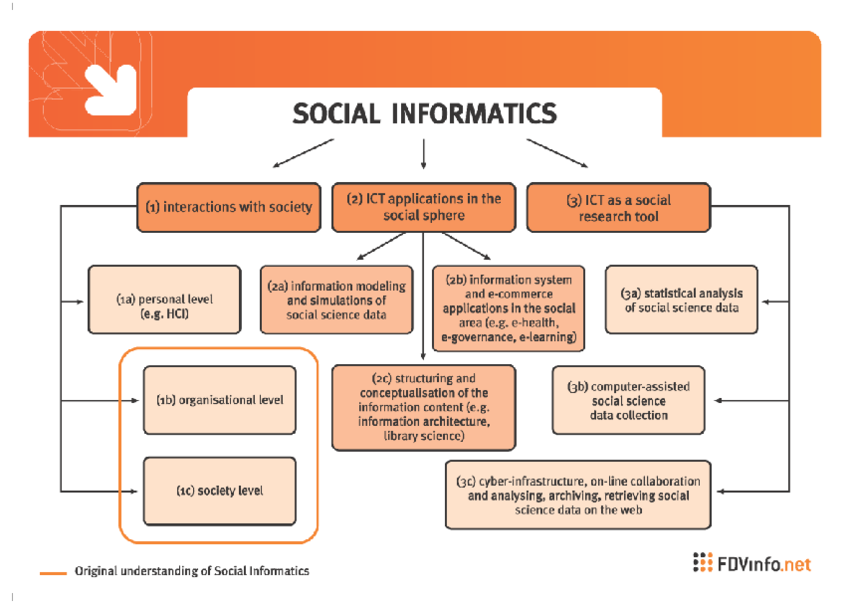 SOCIAL INFORMATICS
(1) interactions with society
(2) ICT applications in the
social sphere
(3) ICT as a social
research tool
(1a) personal level
(e.g. HCI)
(2a) information modeling
and simulations of
social science data
(2b) information system
and e-commerce
applications in the social
area (e.g. e-health,
e-governance, e-learning)
(3a) statistical analysis
of social science data
(1b) organisational level
(2c) structuring and
conceptualisation of the
information content (e.g.
information architecture,
library science)
(3b) computer-assisted
social science
data collection
(1c) society level
(3c) cyber-infrastructure, on-line collaboration
and analysing, archiving, retrieving social
science data on the web
Original understanding of Social Informatics
FDVinfo.net